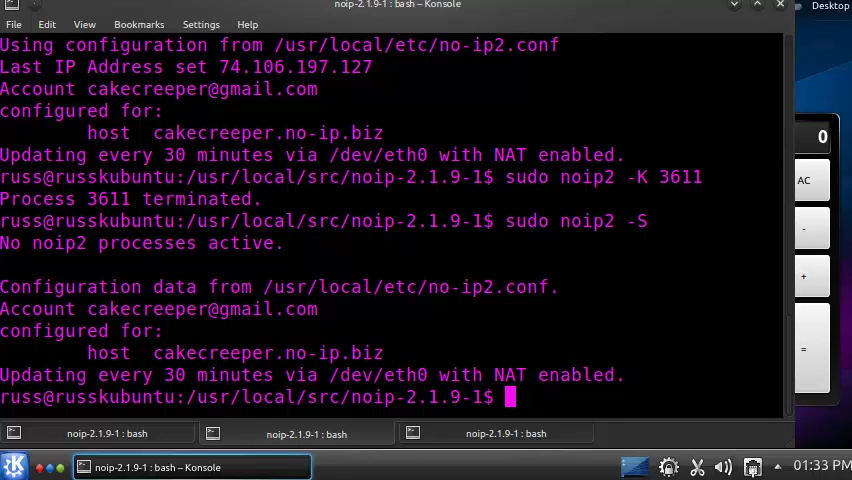 noip-2.1.9-1 : bash – Konsole
Desktop
File Edit View Bookmarks Settings Help
Using configuration from /usr/local/etc/no-ip2.conf
Last IP Address set 74.106.197.127
Account cakecreeper@gmail.com
configured for:
host cakecreeper.no-ip.biz
Updating every 30 minutes via /dev/eth0 with NAT enabled.
russ@russkubuntu:/usr/local/src/noip-2.1.9-1$ sudo noip2 -K 3611
Process 3611 terminated.
russ@russkubuntu:/usr/local/src/noip-2.1.9-1$ sudo noip2 -S
No noip2 processes active.
Configuration data from /usr/local/etc/no-ip2.conf.
Account cakecreeper@gmail.com
configured for:
host cakecreeper.no-ip.biz
Updating every 30 minutes via /dev/eth0 with NAT enabled.
russ@russkubuntu:/usr/local/src/noip-2.1.9-1$
0
AC
-
+
=
noip-2.1.9-1 : bash noip-2.1.9-1 : bash noip-2.1.9-1 : bash
noip-2.1.9-1 : bash – Konsole
01:33 PM